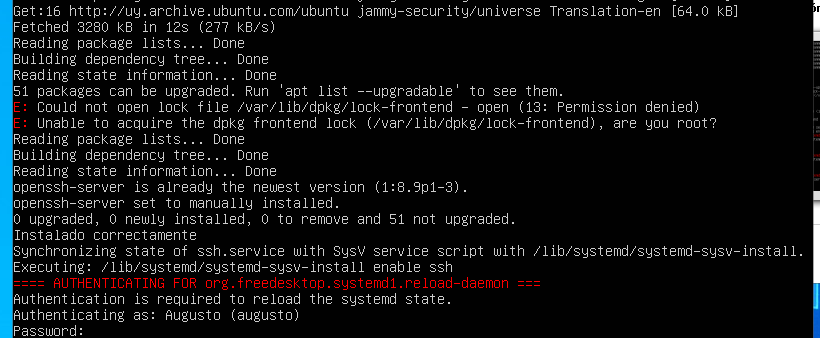 Get:16 http://uy.archive.ubuntu.com/ubuntu jammy-security/universe Translation-en [64.0 kB]
Fetched 3280 kB in 12s (277 kB/s)
Reading package lists... Done
Building dependency tree... Done
Reading state information... Done
51 packages can be upgraded. Run 'apt list --upgradable' to see them.
E: Could not open lock file /var/lib/dpkg/lock-frontend - open (13: Permission denied)
E: Unable to acquire the dpkg frontend lock (/var/lib/dpkg/lock-frontend), are you root?
Reading package lists... Done
Building dependency tree... Done
Reading state information... Done
openssh-server is already the newest version (1:8.9p1-3).
openssh-server set to manually installed.
0 upgraded, 0 newly installed, 0 to remove and 51 not upgraded.
Instalado correctamente
Synchronizing state of ssh.service with SysV service script with /lib/systemd/systemd-sysv-install.
Executing: /lib/systemd/systemd-sysv-install enable ssh
==== AUTHENTICATING FOR org.freedesktop.systemd1.reload-daemon ===
Authentication is required to reload the systemd state.
Authenticating as: Augusto (augusto)
Password: